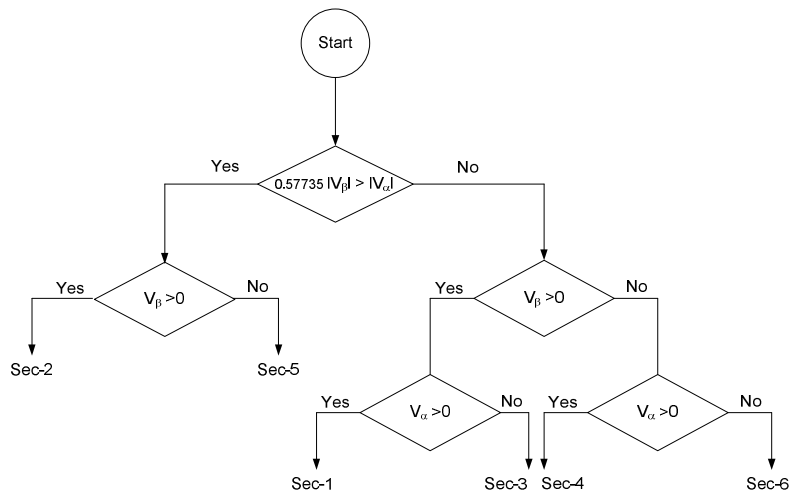 Start
Yes
No
0.57735 |Vβ| > |Vα|
Yes
Vβ >0
No
Yes
Vβ >0
No
Sec-2
Sec-5
Yes
Vα >0
No
Yes
Vα >0
No
Sec-1
Sec-3
Sec-4
Sec-6